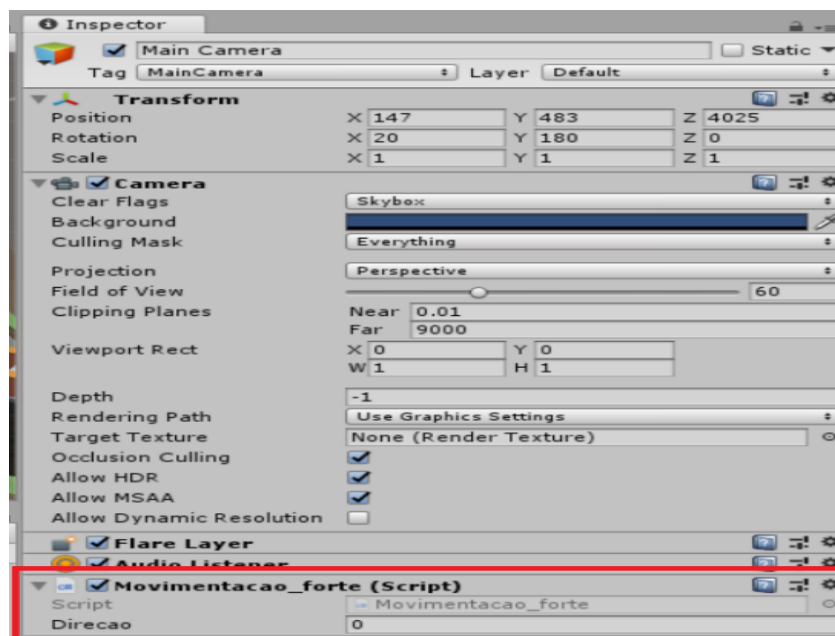 Inspector
Main Camera Static
Tag MainCamera Layer Default
Transform
Position X 147 Y 483 Z 4025
Rotation X 20 Y 180 Z 0
Scale X 1 Y 1 Z 1
Camera
Clear Flags Skybox
Background
Culling Mask Everything
Projection Perspective
Field of View 60
Clipping Planes Near 0.01
Far 9000
Viewport Rect X 0 Y 0
W 1 H 1
Depth -1
Rendering Path Use Graphics Settings
Target Texture None (Render Texture)
Occlusion Culling
Allow HDR
Allow MSAA
Allow Dynamic Resolution
Flare Layer
Audio Listener
Movimentacao_forte (Script)
Script Movimentacao_forte
Direcao 0